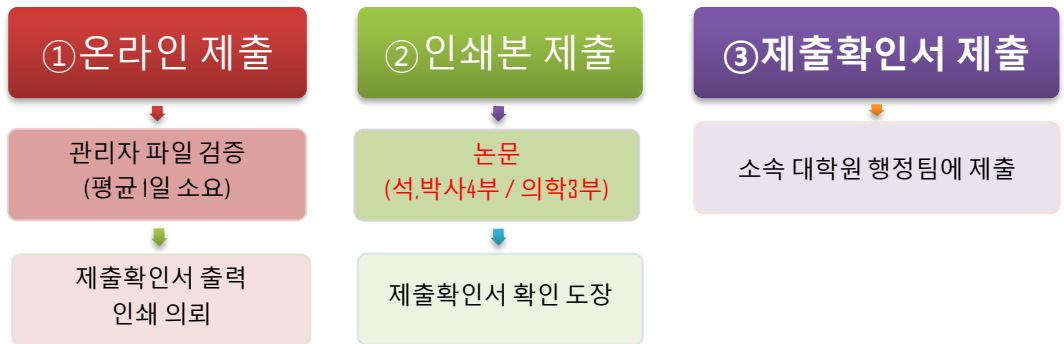 ①온라인 제출
관리자 파일 검증
(평균 1일 소요)
제출확인서 출력
인쇄 의뢰
②인쇄본 제출
논문
(석,박사4부 / 의학3부)
제출확인서 확인 도장
③제출확인서 제출
소속 대학원 행정팀에 제출